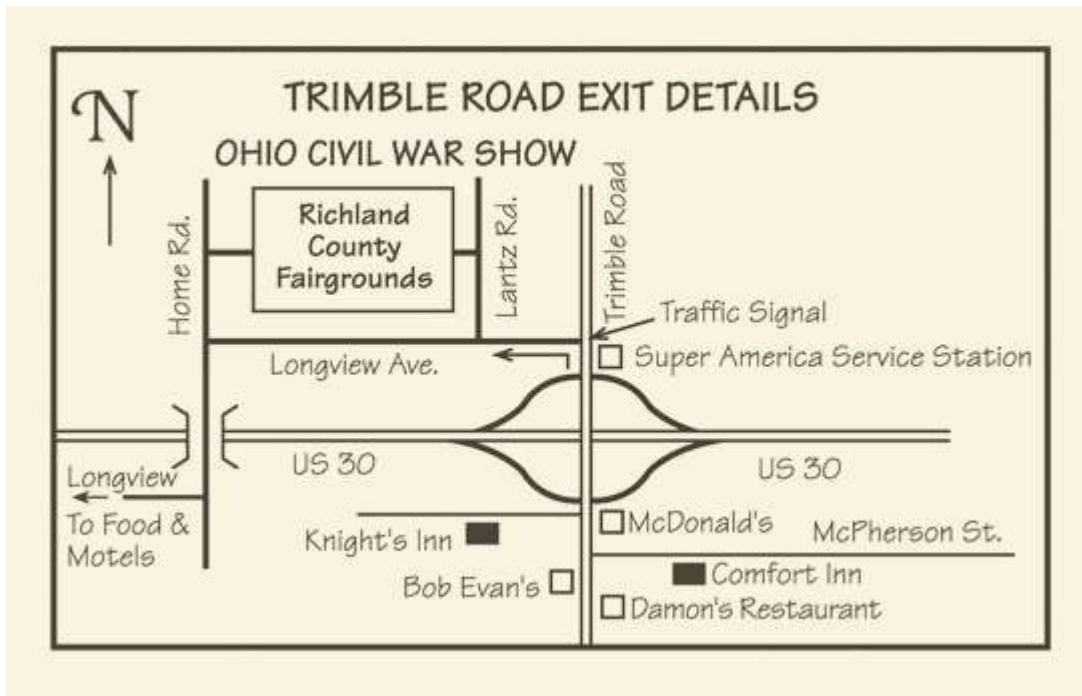 N
TRIMBLE ROAD EXIT DETAILS
OHIO CIVIL WAR SHOW
Home Rd.
Richland
County
Fairgrounds
Lantz Rd.
Trimble Road
Traffic Signal
Super America Service Station
Longview Ave.
US 30
US 30
Longview
To Food &
Motels
Knight's Inn
McDonald's
McPherson St.
Bob Evan's
Comfort Inn
Damon's Restaurant